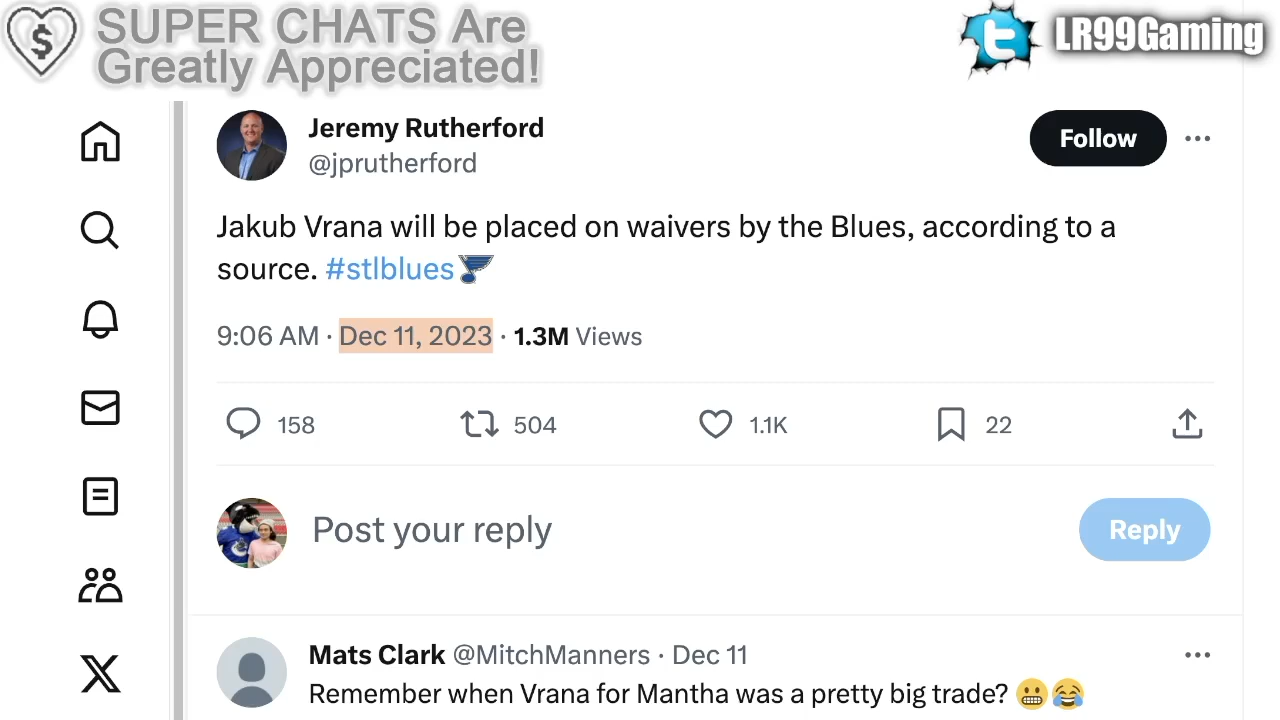 SUPER CHATS Are
Greatly Appreciated!
LR99Gaming
Jeremy Rutherford
@jprutherford
Follow
Jakub Vrana will be placed on waivers by the Blues, according to a
source. #stlblues
9:06 AM · Dec 11, 2023 · 1.3M Views
158 504 1.1K 22
Post your reply
Reply
Mats Clark @MitchManners · Dec 11
Remember when Vrana for Mantha was a pretty big trade? 😬😂